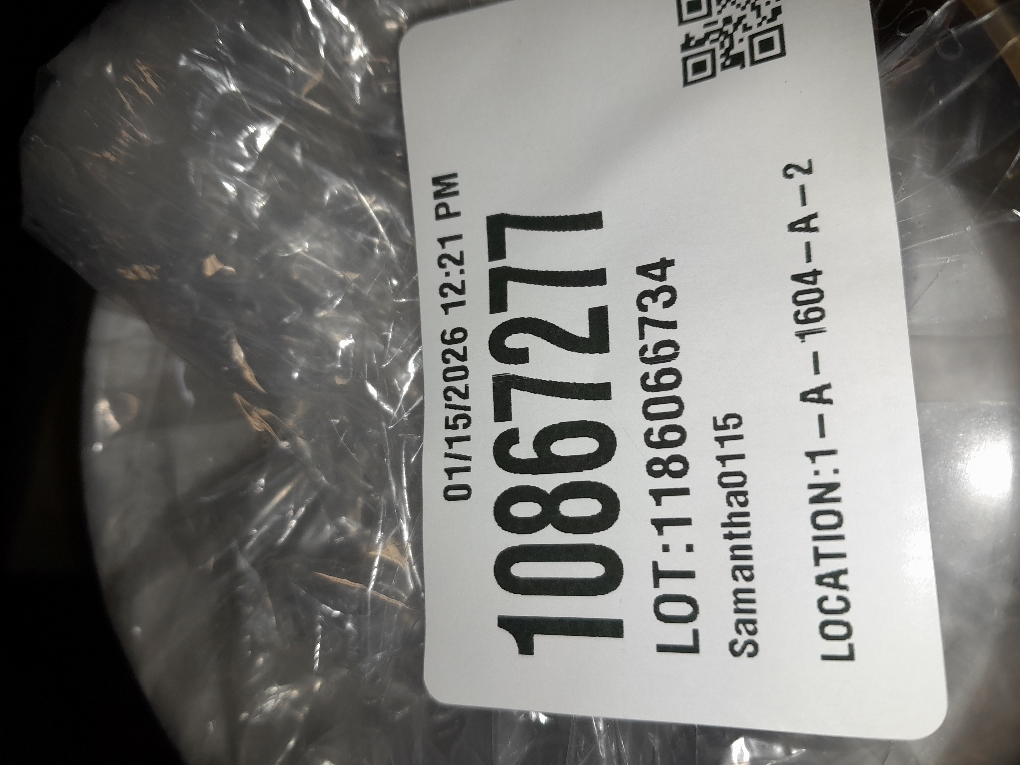 01/15/2026 12:21 PM
10867277
LOT:1186066734
Samantha0115
LOCATION:1-A-1604-A-2